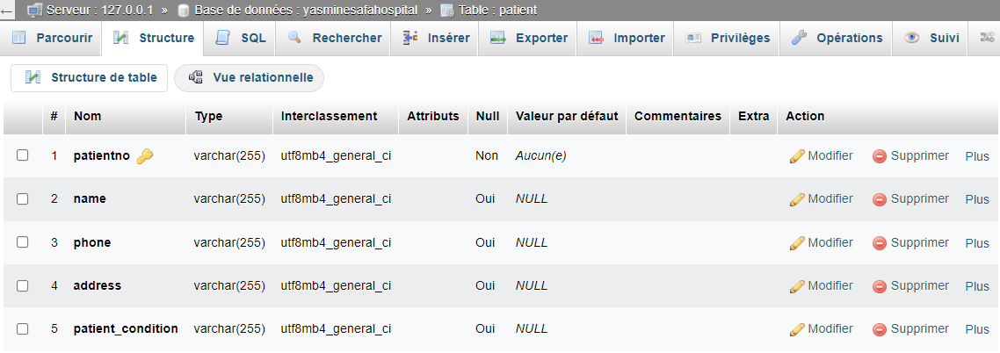 ← Serveur : 127.0.0.1 » Base de données : yasminesafahospital » Table : patient
Parcourir Structure SQL Rechercher Insérer Exporter Importer Privilèges Opérations Suivi
Structure de table Vue relationnelle
# Nom Type Interclassement Attributs Null Valeur par défaut Commentaires Extra Action
1 patientno varchar(255) utf8mb4_general_ci Non Aucun(e) Modifier Supprimer Plus
2 name varchar(255) utf8mb4_general_ci Oui NULL Modifier Supprimer Plus
3 phone varchar(255) utf8mb4_general_ci Oui NULL Modifier Supprimer Plus
4 address varchar(255) utf8mb4_general_ci Oui NULL Modifier Supprimer Plus
5 patient_condition varchar(255) utf8mb4_general_ci Oui NULL Modifier Supprimer Plus